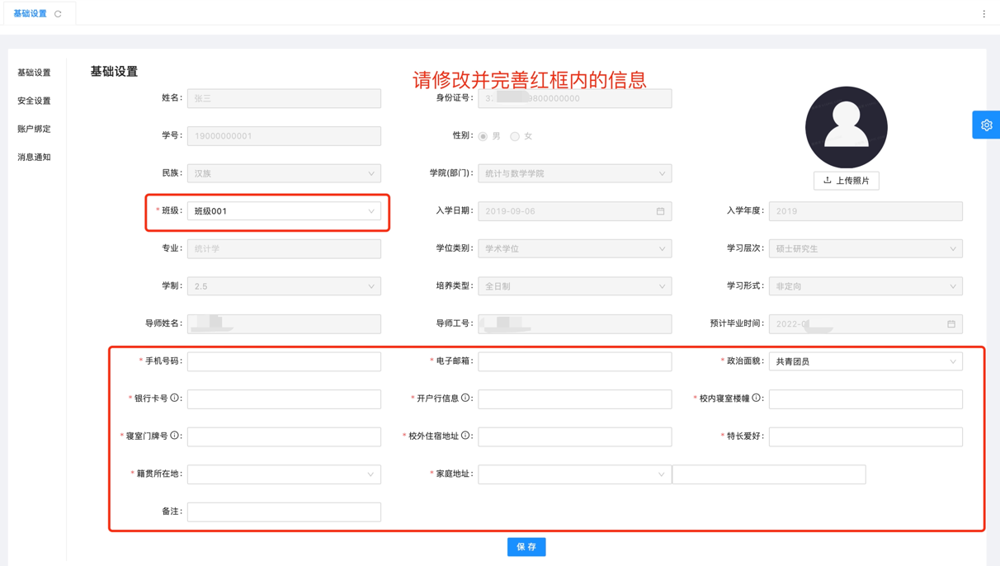 基础设置
基础设置
安全设置
账户绑定
消息通知
基础设置
请修改并完善红框内的信息
姓名: 张三
身份证号: 3 9800000000
学号: 19000000001
性别: 男 女
民族: 汉族
学院(部门): 统计与数学学院
上传照片
* 班级: 班级001
入学日期: 2019-09-06
入学年度: 2019
专业: 统计学
学位类别: 学术学位
学习层次: 硕士研究生
学制: 2.5
培养类型: 全日制
学习形式: 非定向
导师姓名:
导师工号:
预计毕业时间: 2022-0
* 手机号码:
* 电子邮箱:
* 政治面貌: 共青团员
* 银行卡号:
* 开户行信息:
* 校内寝室楼幢:
* 寝室门牌号:
* 校外住宿地址:
* 特长爱好:
* 籍贯所在地:
* 家庭地址:
备注:
保 存